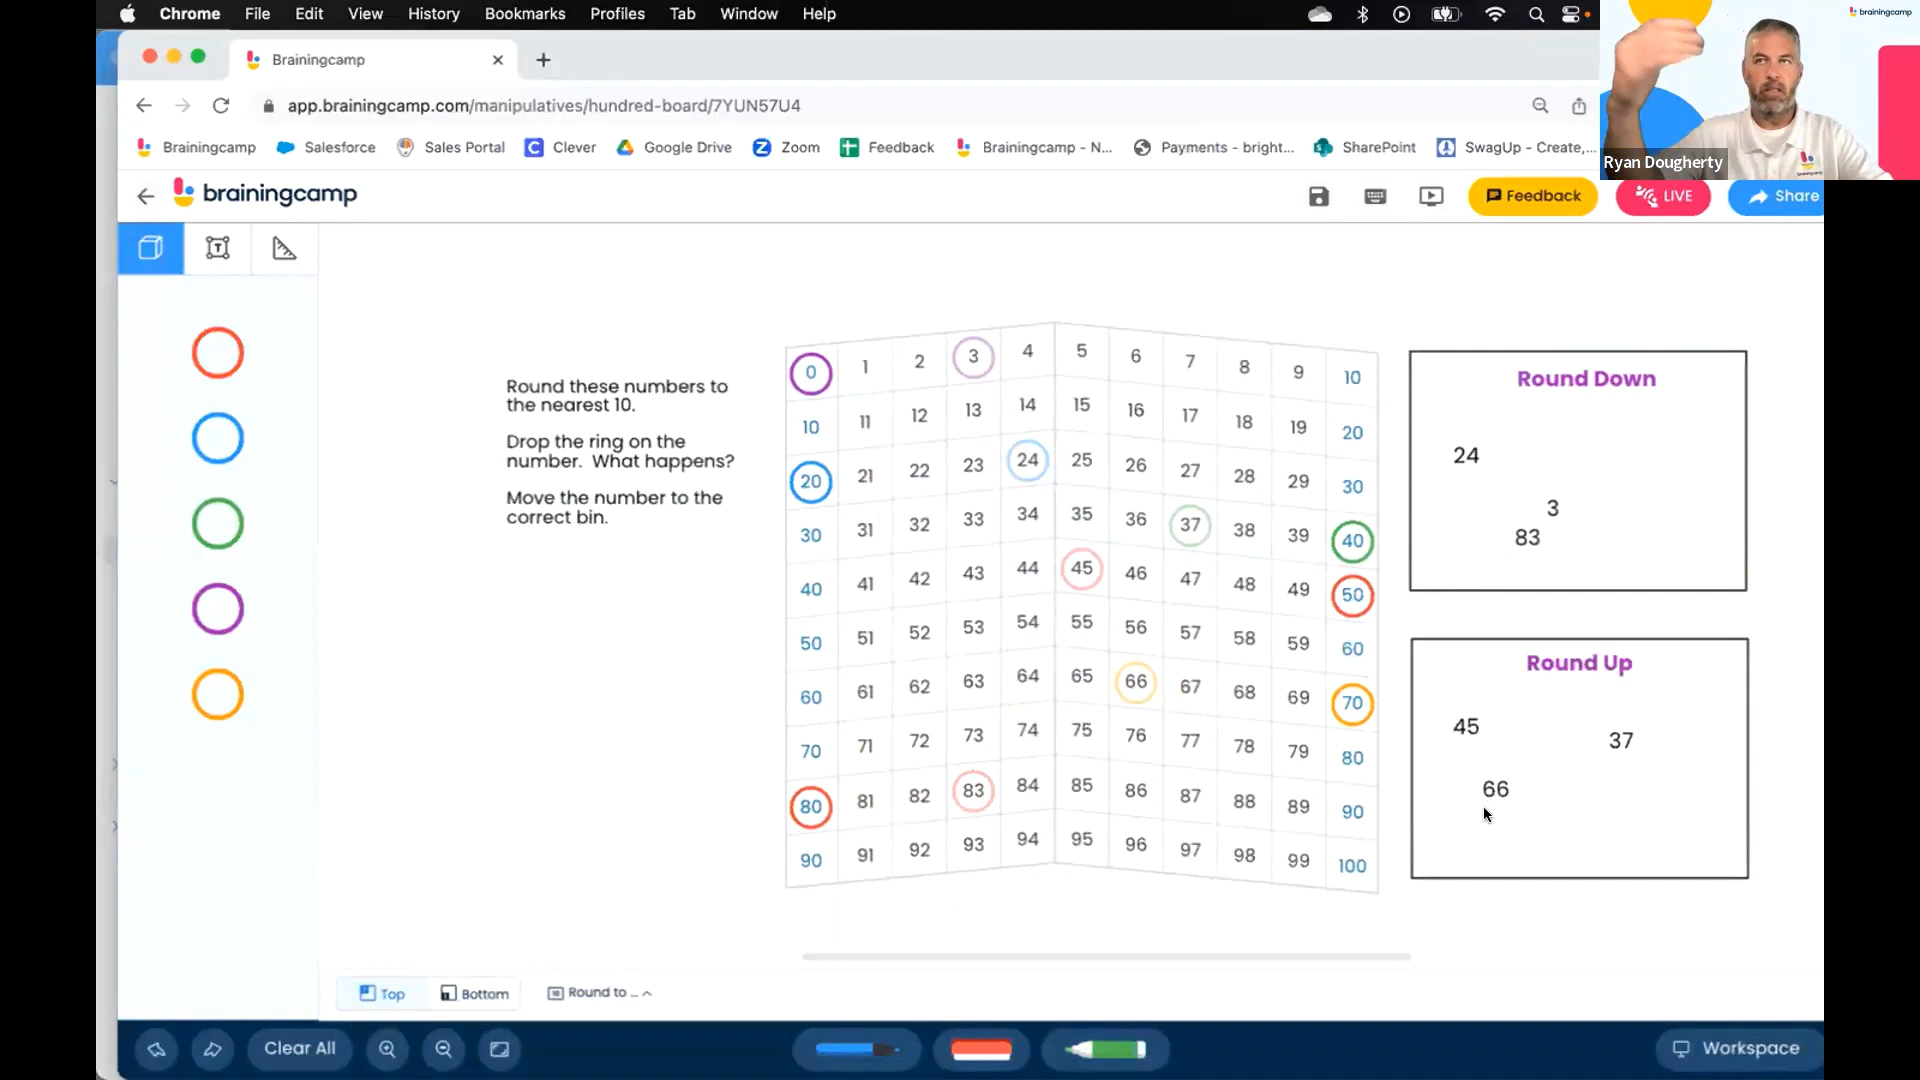 Chrome File Edit View History Bookmarks Profiles Tab Window Help
brainingcamp
Brainingcamp
app.brainingcamp.com/manipulatives/hundred-board/7YUN57U4
Brainingcamp Salesforce Sales Portal Clever Google Drive Zoom Feedback Brainingcamp - N... Payments - bright... SharePoint SwagUp - Create,...
Ryan Dougherty
brainingcamp
Feedback LIVE Share
Round these numbers to
the nearest 10.
Drop the ring on the
number. What happens?
Move the number to the
correct bin.
0 1 2 3 4 5 6 7 8 9 10
10 11 12 13 14 15 16 17 18 19 20
20 21 22 23 24 25 26 27 28 29 30
30 31 32 33 34 35 36 37 38 39 40
40 41 42 43 44 45 46 47 48 49 50
50 51 52 53 54 55 56 57 58 59 60
60 61 62 63 64 65 66 67 68 69 70
70 71 72 73 74 75 76 77 78 79 80
80 81 82 83 84 85 86 87 88 89 90
90 91 92 93 94 95 96 97 98 99 100
Round Down
24
3
83
Round Up
45
37
66
Top Bottom Round to ...
Clear All
Workspace